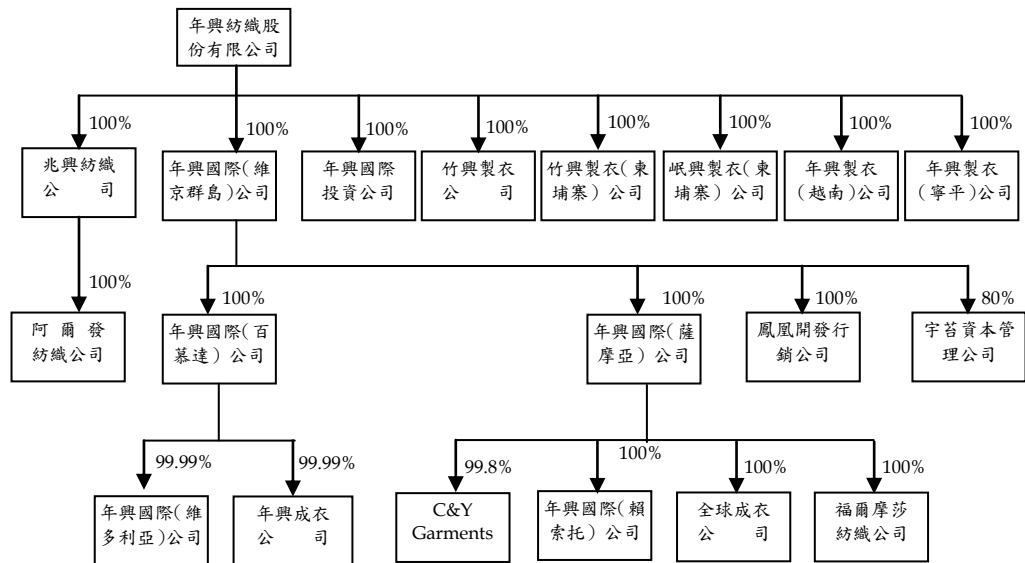 年興紡織股
份有限公司
100%
100%
100%
100%
100%
100%
100%
100%
兆興紡織
公 司
年興國際(維
京群島)公司
年興國際
投資公司
竹興製衣
公 司
竹興製衣(柬
埔寨)公司
岷興製衣(柬
埔寨)公司
年興製衣
(越南)公司
年興製衣
(寧平)公司
100%
100%
100%
100%
80%
阿爾發
紡織公司
年興國際(百
慕達)公司
年興國際(薩
摩亞)公司
鳳凰開發行
銷公司
宇苔資本管
理公司
99.99%
99.99%
99.8%
100%
100%
100%
年興國際(維
多利亞)公司
年興成衣
公 司
C&Y
Garments
年興國際(賴
索托)公司
全球成衣
公 司
福爾摩莎
紡織公司